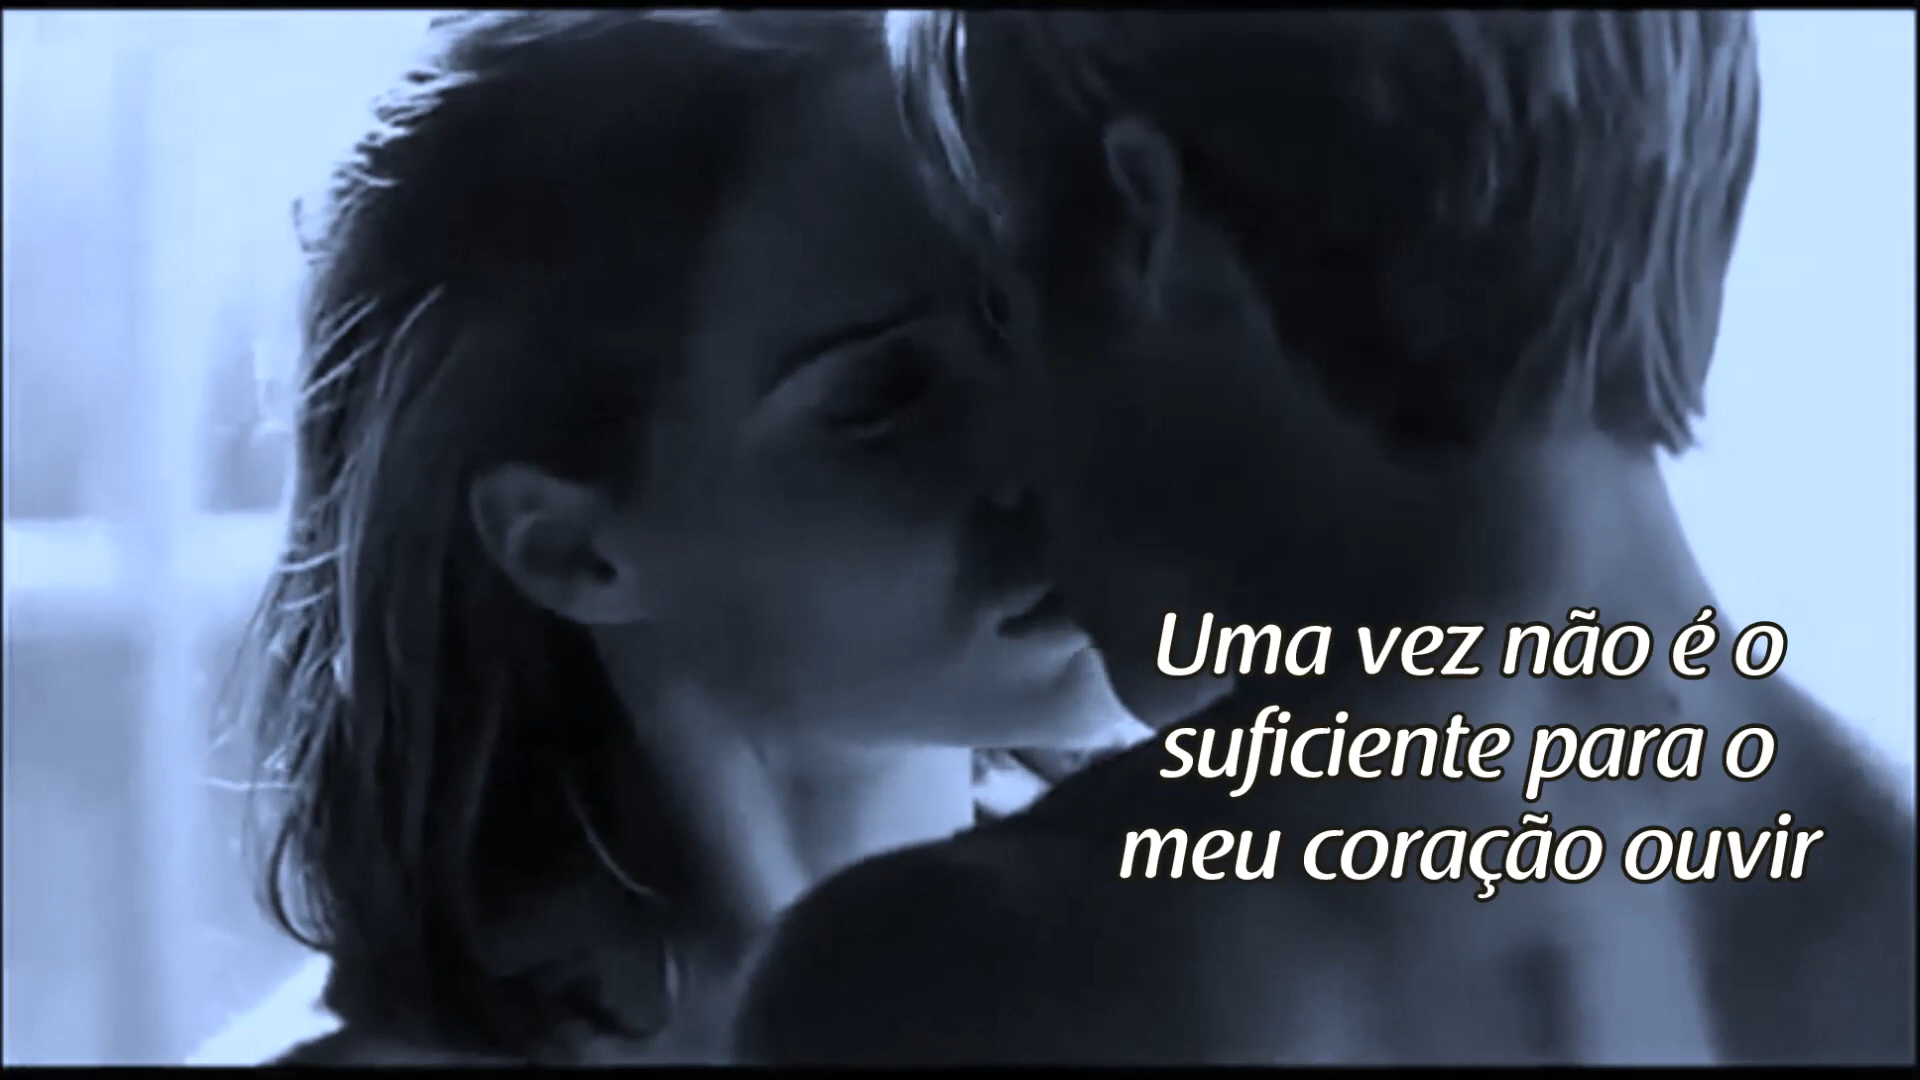 Uma vez não é o
suficiente para o
meu coração ouvir